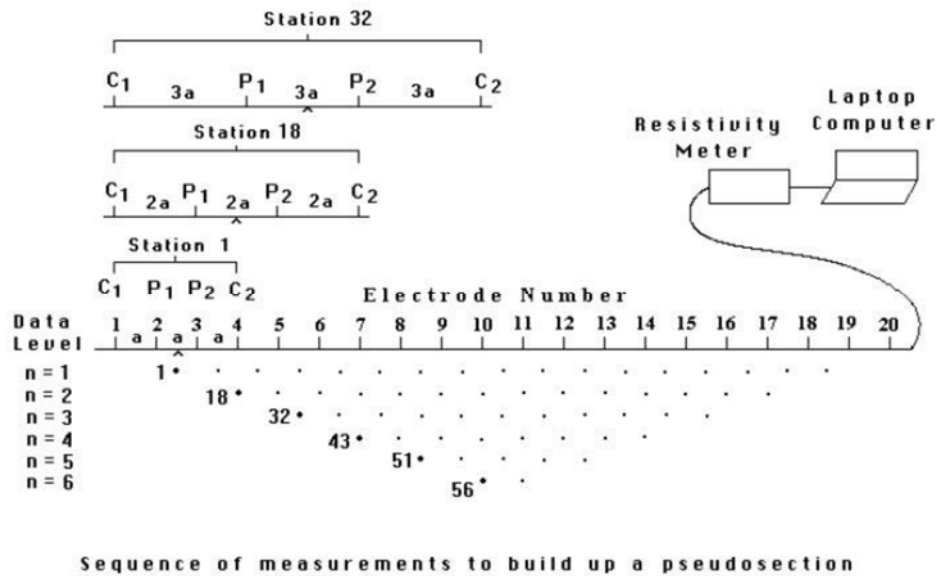 Station 32
C1 3a P1 3a P2 3a C2
Station 18
C1 2a P1 2a P2 2a C2
Station 1
C1 P1 P2 C2
Resistivity Meter
Laptop Computer
Electrode Number
Data Level
1 2 3 4 5 6 7 8 9 10 11 12 13 14 15 16 17 18 19 20
a a a
n = 1 1
n = 2 18
n = 3 32
n = 4 43
n = 5 51
n = 6 56
Sequence of measurements to build up a pseudosection